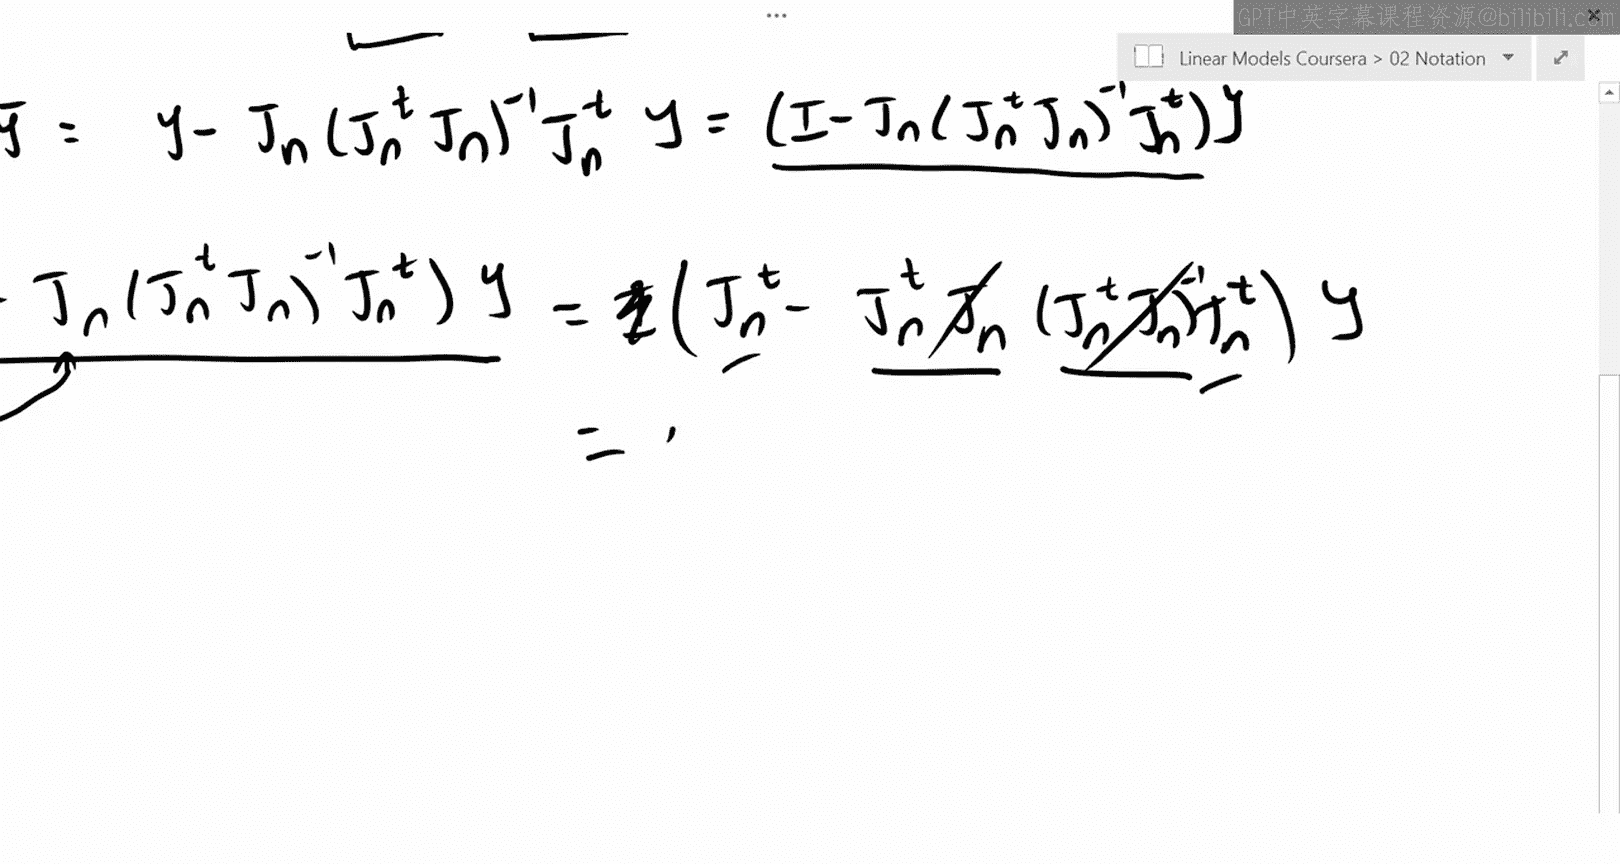 GPT中英字幕课程资源@bilibili.com
Linear Models Coursera > 02 Notation
ȳ = y - Jₙ(Jₙᵗ Jₙ)⁻¹ Jₙᵗ y = (I - Jₙ(Jₙᵗ Jₙ)⁻¹ Jₙᵗ) y
- Jₙ(Jₙᵗ Jₙ)⁻¹ Jₙᵗ) y = (Jₙᵗ - Jₙᵗ Jₙ (Jₙᵗ Jₙ)⁻¹ Jₙᵗ) y
=